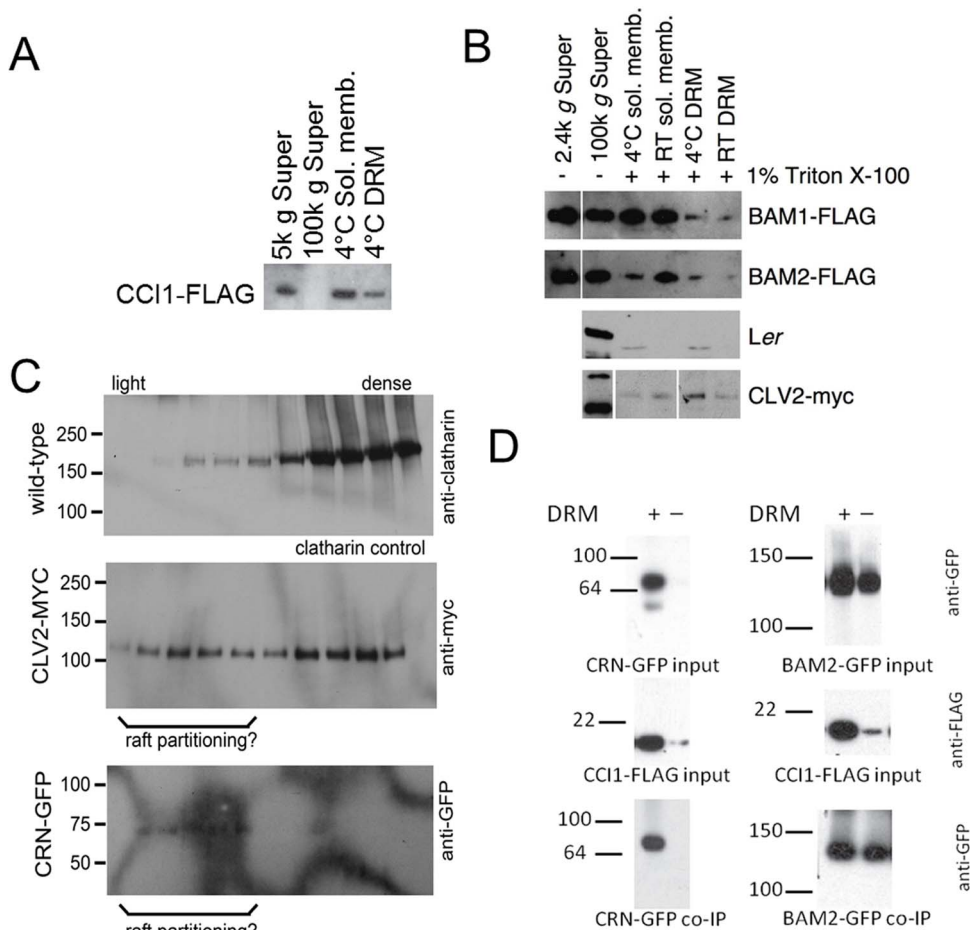 A
5k g Super
100k g Super
4°C Sol. memb.
4°C DRM
CCI1-FLAG
B
2.4k g Super
100k g Super
4°C sol. memb.
RT sol. memb.
4°C DRM
RT DRM
- - + + + + 1% Triton X-100
BAM1-FLAG
BAM2-FLAG
Ler
CLV2-myc
C
light dense
wild-type
250
150
100
anti-clatharin
clatharin control
CLV2-MYC
250
150
100
anti-myc
raft partitioning?
CRN-GFP
100
75
50
anti-GFP
raft partitioning?
D
DRM + −
100
64
CRN-GFP input
22
CCI1-FLAG input
100
64
CRN-GFP co-IP
DRM + −
150
100
anti-GFP
BAM2-GFP input
22
anti-FLAG
CCI1-FLAG input
150
100
anti-GFP
BAM2-GFP co-IP